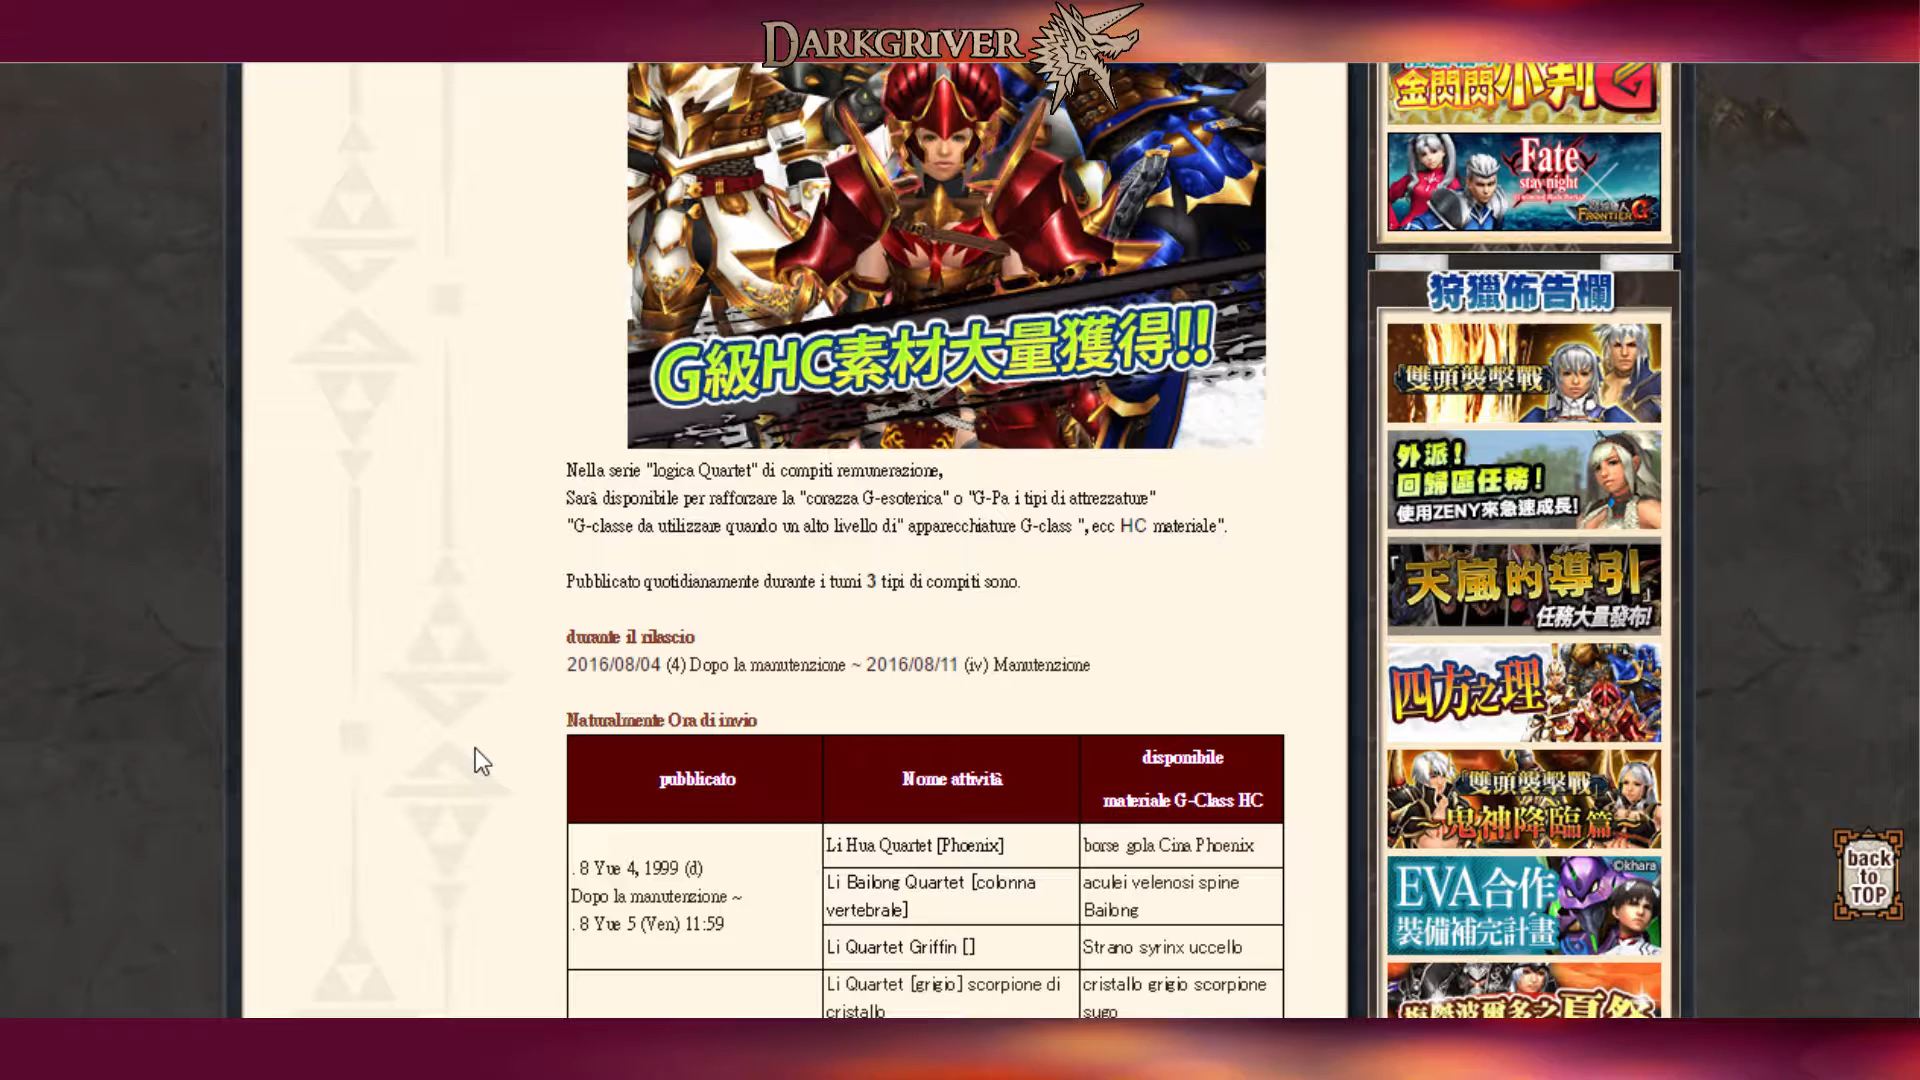 DARKGRIVER
G級HC素材大量獲得!!
Nella serie "logica Quartet" di compiti remunerazione,
Sarà disponibile per rafforzare la "corazza G-esoterica" o "G-Pa i tipi di attrezzature"
"G-classe da utilizzare quando un alto livello di" apparecchiature G-class ", ecc HC materiale".
Pubblicato quotidianamente durante i turni 3 tipi di compiti sono.
durante il rilascio
2016/08/04 (4) Dopo la manutenzione ~ 2016/08/11 (iv) Manutenzione
Naturalmente Ora di invio
pubblicato
Nome attività
disponibile
materiale G-Class HC
. 8 Yue 4, 1999 (d)
Dopo la manutenzione ~
. 8 Yue 5 (Ven) 11:59
Li Hua Quartet [Phoenix]
borse gola Cina Phoenix
Li Bailong Quartet [colonna
vertebrale]
aculei velenosi spine
Bailong
Li Quartet Griffin []
Strano syrinx uccello
Li Quartet [grigio] scorpione di
cristallo
cristallo grigio scorpione
sugo
金閃閃小判G
Fate
stay night
FRONTIER G
狩獵佈告欄
雙頭襲擊戰
外派!
回歸區任務!
使用ZENY來急速成長!
「天嵐的導引」
任務大量發布!
四方之理
『雙頭襲擊戰』
~鬼神降臨篇~
©khara
EVA合作
裝備補完計畫
back
to
TOP